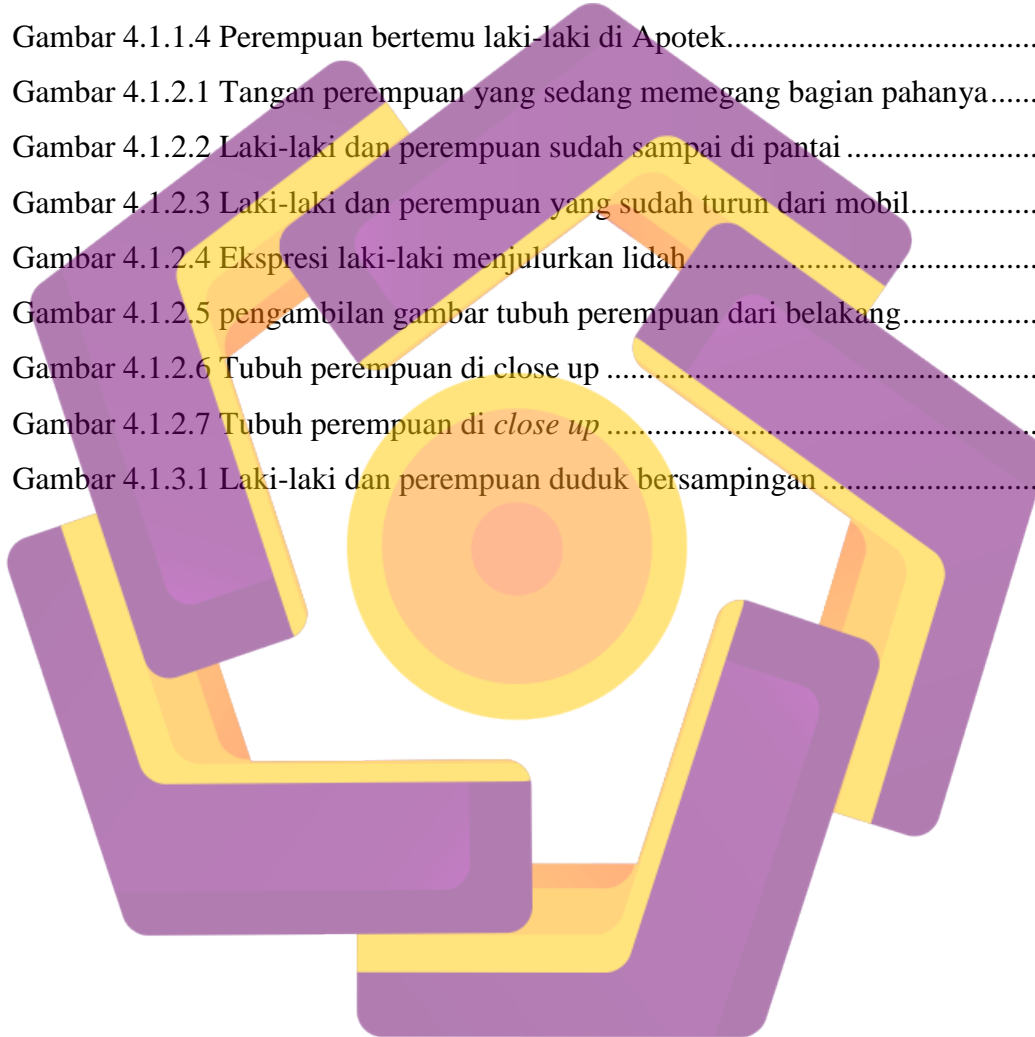 Gambar 4.1.1.4 Perempuan bertemu laki-laki di Apotek....................................
Gambar 4.1.2.1 Tangan perempuan yang sedang memegang bagian pahanya......
Gambar 4.1.2.2 Laki-laki dan perempuan sudah sampai di pantai ......................
Gambar 4.1.2.3 Laki-laki dan perempuan yang sudah turun dari mobil...............
Gambar 4.1.2.4 Ekspresi laki-laki menjulurkan lidah.........................................
Gambar 4.1.2.5 pengambilan gambar tubuh perempuan dari belakang................
Gambar 4.1.2.6 Tubuh perempuan di close up ...................................................
Gambar 4.1.2.7 Tubuh perempuan di close up ...................................................
Gambar 4.1.3.1 Laki-laki dan perempuan duduk bersampingan .........................